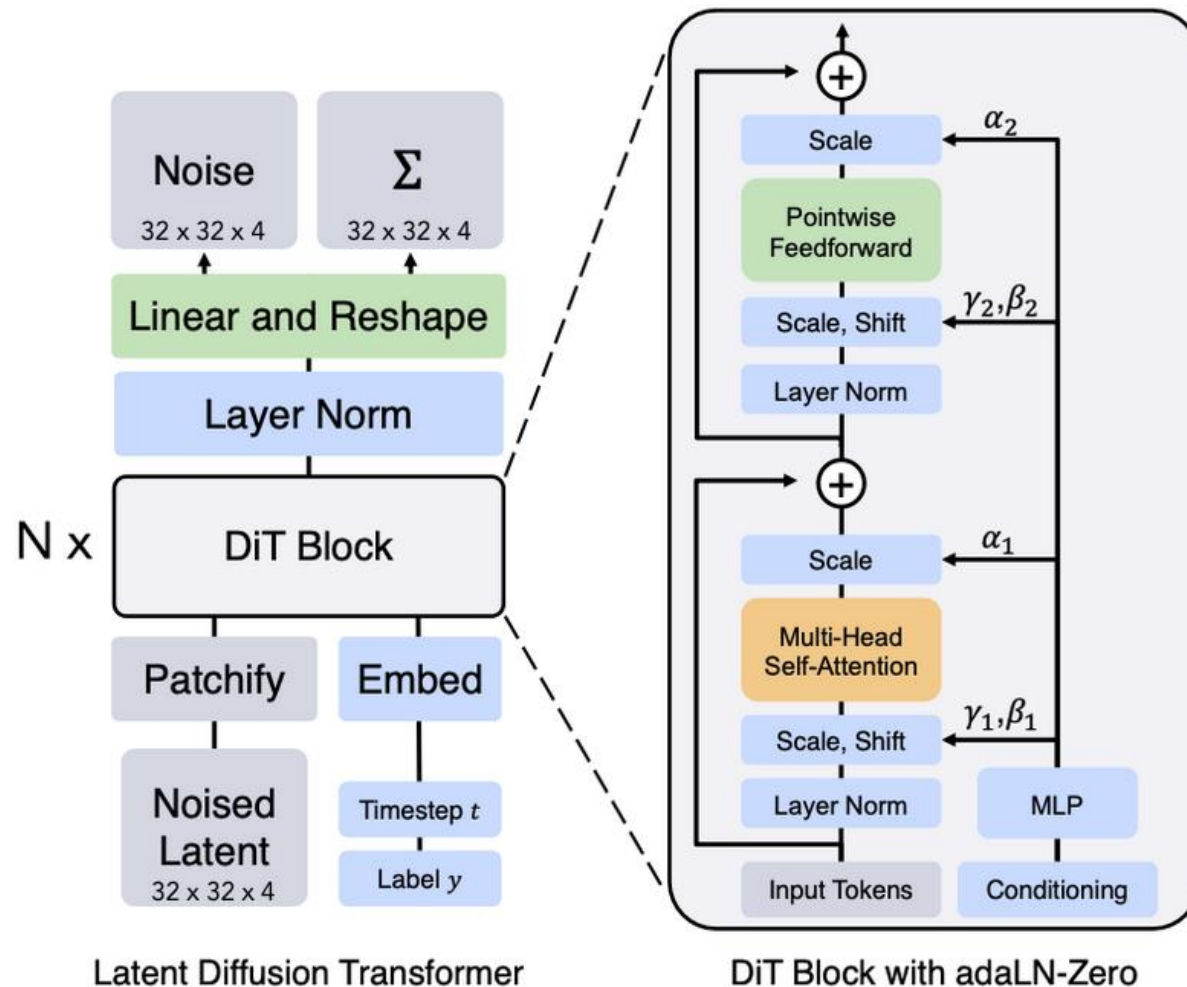 Noise
32 x 32 x 4
Σ
32 x 32 x 4
Linear and Reshape
Layer Norm
N x
DiT Block
Patchify
Embed
Noised
Latent
32 x 32 x 4
Timestep t
Label y
Latent Diffusion Transformer
+
Scale
α₂
Pointwise
Feedforward
Scale, Shift
γ₂,β₂
Layer Norm
+
Scale
α₁
Multi-Head
Self-Attention
Scale, Shift
γ₁,β₁
Layer Norm
MLP
Input Tokens
Conditioning
DiT Block with adaLN-Zero